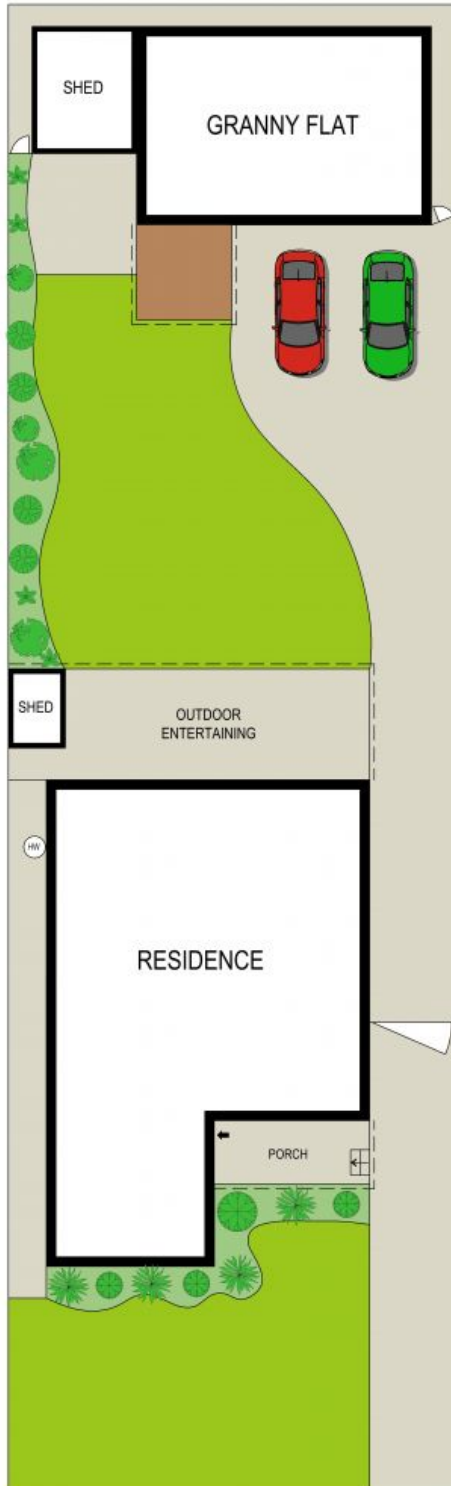 SHED
GRANNY FLAT
SHED
OUTDOOR
ENTERTAINING
HW
RESIDENCE
PORCH